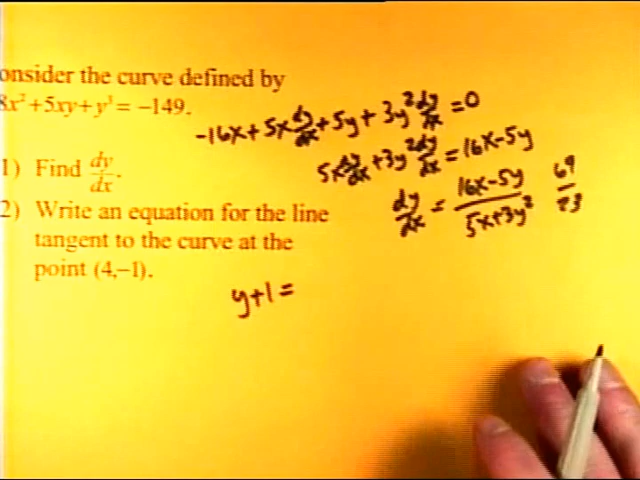 onsider the curve defined by
8x² + 5xy + y³ = −149.
-16x + 5x dy/dx + 5y + 3y² dy/dx = 0
1) Find dy/dx.
5x dy/dx + 3y² dy/dx = 16x - 5y
dy/dx = (16x - 5y)/(5x + 3y²) 69/23
2) Write an equation for the line
tangent to the curve at the
point (4,−1).
y + 1 =